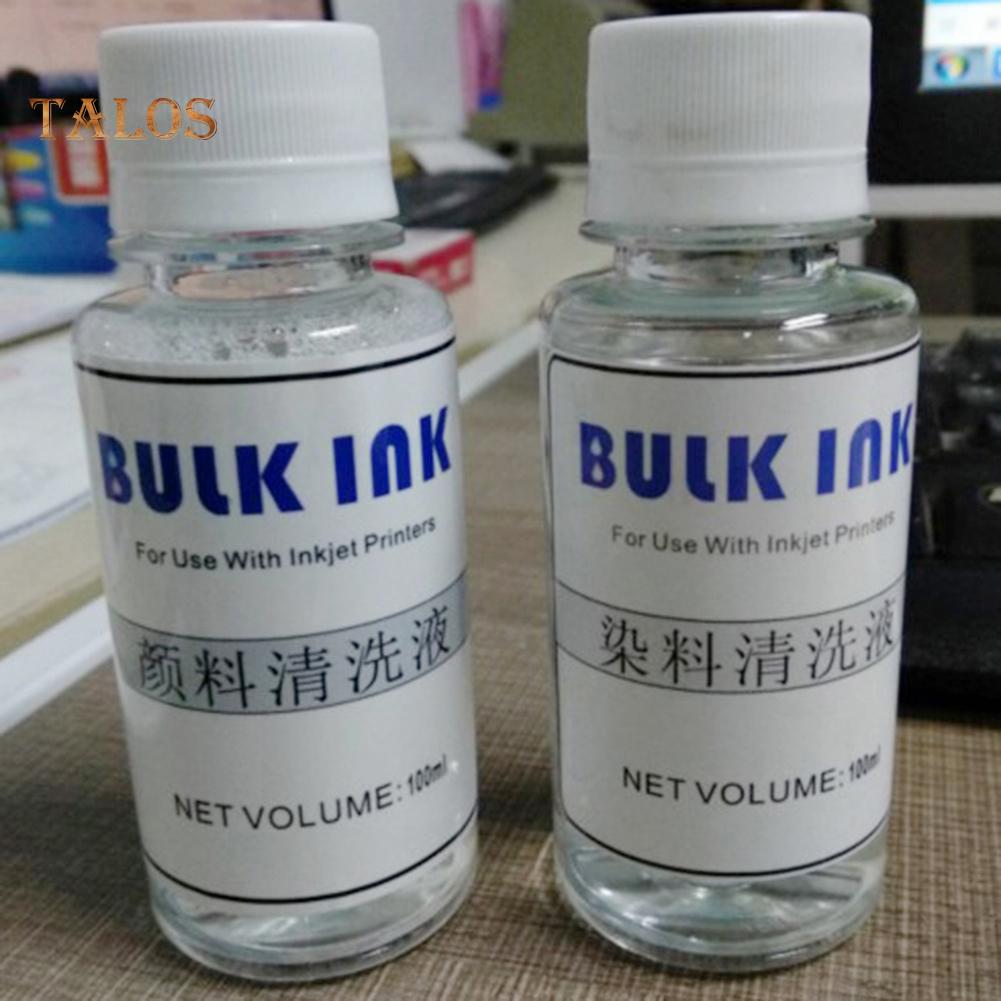 TALOS
BULK INK
For Use With Inkjet Printers
颜料清洗液
NET VOLUME: 100ml
BULK INK
For Use With Inkjet Printers
染料清洗液
NET VOLUME: 100ml